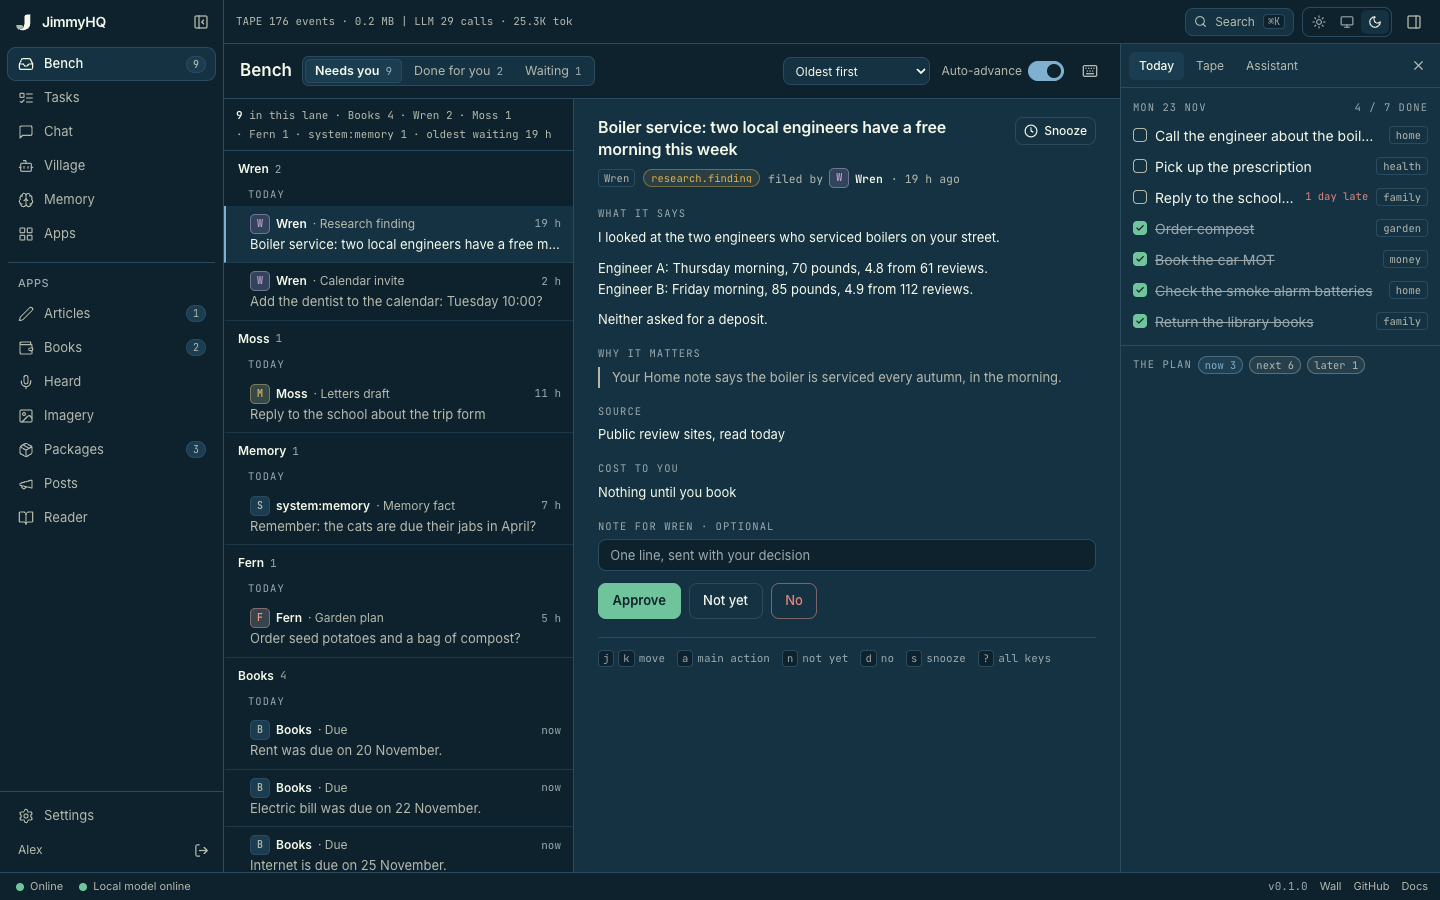 JimmyHQ
TAPE 176 events · 0.2 MB | LLM 29 calls · 25.3K tok
Search ⌘K
Bench 9
Tasks
Chat
Village
Memory
Apps
APPS
Articles 1
Books 2
Heard
Imagery
Packages 3
Posts
Reader
Settings
Alex
Bench
Needs you 9
Done for you 2
Waiting 1
Oldest first
Auto-advance
9 in this lane · Books 4 · Wren 2 · Moss 1
· Fern 1 · system:memory 1 · oldest waiting 19 h
Wren 2
TODAY
W Wren · Research finding 19 h
Boiler service: two local engineers have a free m…
W Wren · Calendar invite 2 h
Add the dentist to the calendar: Tuesday 10:00?
Moss 1
TODAY
M Moss · Letters draft 11 h
Reply to the school about the trip form
Memory 1
TODAY
S system:memory · Memory fact 7 h
Remember: the cats are due their jabs in April?
Fern 1
TODAY
F Fern · Garden plan 5 h
Order seed potatoes and a bag of compost?
Books 4
TODAY
B Books · Due now
Rent was due on 20 November.
B Books · Due now
Electric bill was due on 22 November.
B Books · Due now
Internet is due on 25 November.
Boiler service: two local engineers have a free
morning this week
Snooze
Wren research.finding filed by W Wren · 19 h ago
WHAT IT SAYS
I looked at the two engineers who serviced boilers on your street.
Engineer A: Thursday morning, 70 pounds, 4.8 from 61 reviews.
Engineer B: Friday morning, 85 pounds, 4.9 from 112 reviews.
Neither asked for a deposit.
WHY IT MATTERS
Your Home note says the boiler is serviced every autumn, in the morning.
SOURCE
Public review sites, read today
COST TO YOU
Nothing until you book
NOTE FOR WREN · OPTIONAL
One line, sent with your decision
Approve
Not yet
No
j k move a main action n not yet d no s snooze ? all keys
Today
Tape
Assistant
MON 23 NOV 4 / 7 DONE
Call the engineer about the boil… home
Pick up the prescription health
Reply to the school… 1 day late family
Order compost garden
Book the car MOT money
Check the smoke alarm batteries home
Return the library books family
THE PLAN now 3 next 6 later 1
Online
Local model online
v0.1.0
Wall
GitHub
Docs